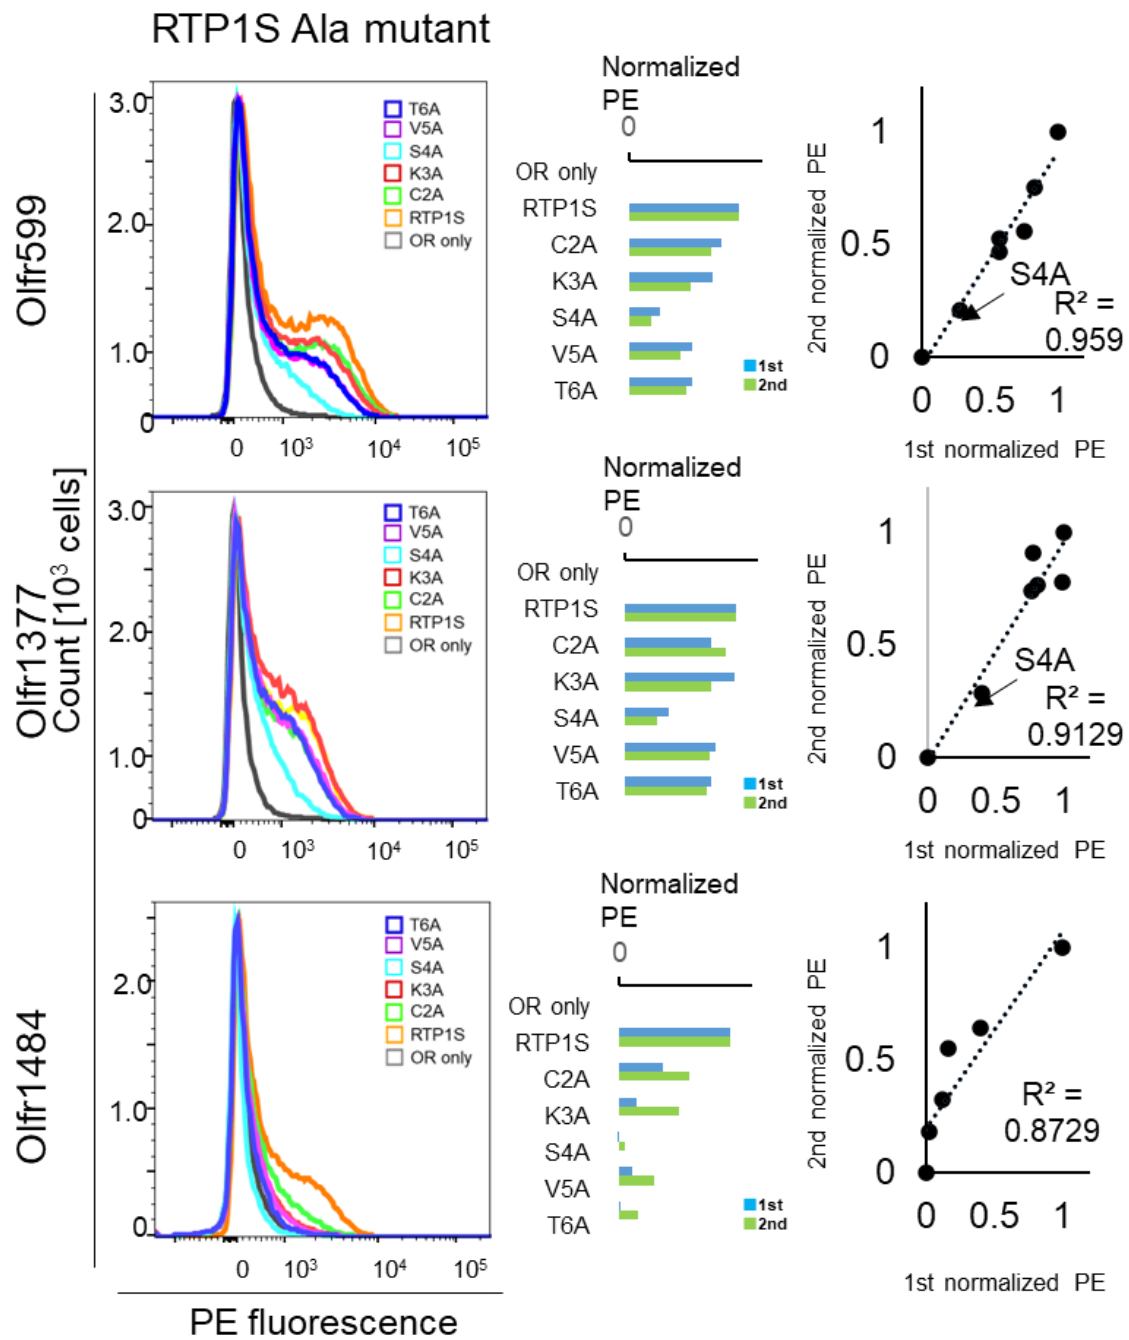 RTP1S Ala mutant
Olfr599
3.0
2.0
1.0
0
T6A
V5A
S4A
K3A
C2A
RTP1S
OR only
0 10³ 10⁴ 10⁵
Normalized
PE
0
OR only
RTP1S
C2A
K3A
S4A
V5A
T6A
1st
2nd
2nd normalized PE
1
0.5
0
S4A
R² =
0.959
0 0.5 1
1st normalized PE
Olfr1377
Count [10³ cells]
3.0
2.0
1.0
0
T6A
V5A
S4A
K3A
C2A
RTP1S
OR only
0 10³ 10⁴ 10⁵
Normalized
PE
0
OR only
RTP1S
C2A
K3A
S4A
V5A
T6A
1st
2nd
2nd normalized PE
1
0.5
0
S4A
R² =
0.9129
0 0.5 1
1st normalized PE
Olfr1484
2.0
1.0
0
T6A
V5A
S4A
K3A
C2A
RTP1S
OR only
0 10³ 10⁴ 10⁵
PE fluorescence
Normalized
PE
0
OR only
RTP1S
C2A
K3A
S4A
V5A
T6A
1st
2nd
2nd normalized PE
1
0.5
0
R² =
0.8729
0 0.5 1
1st normalized PE